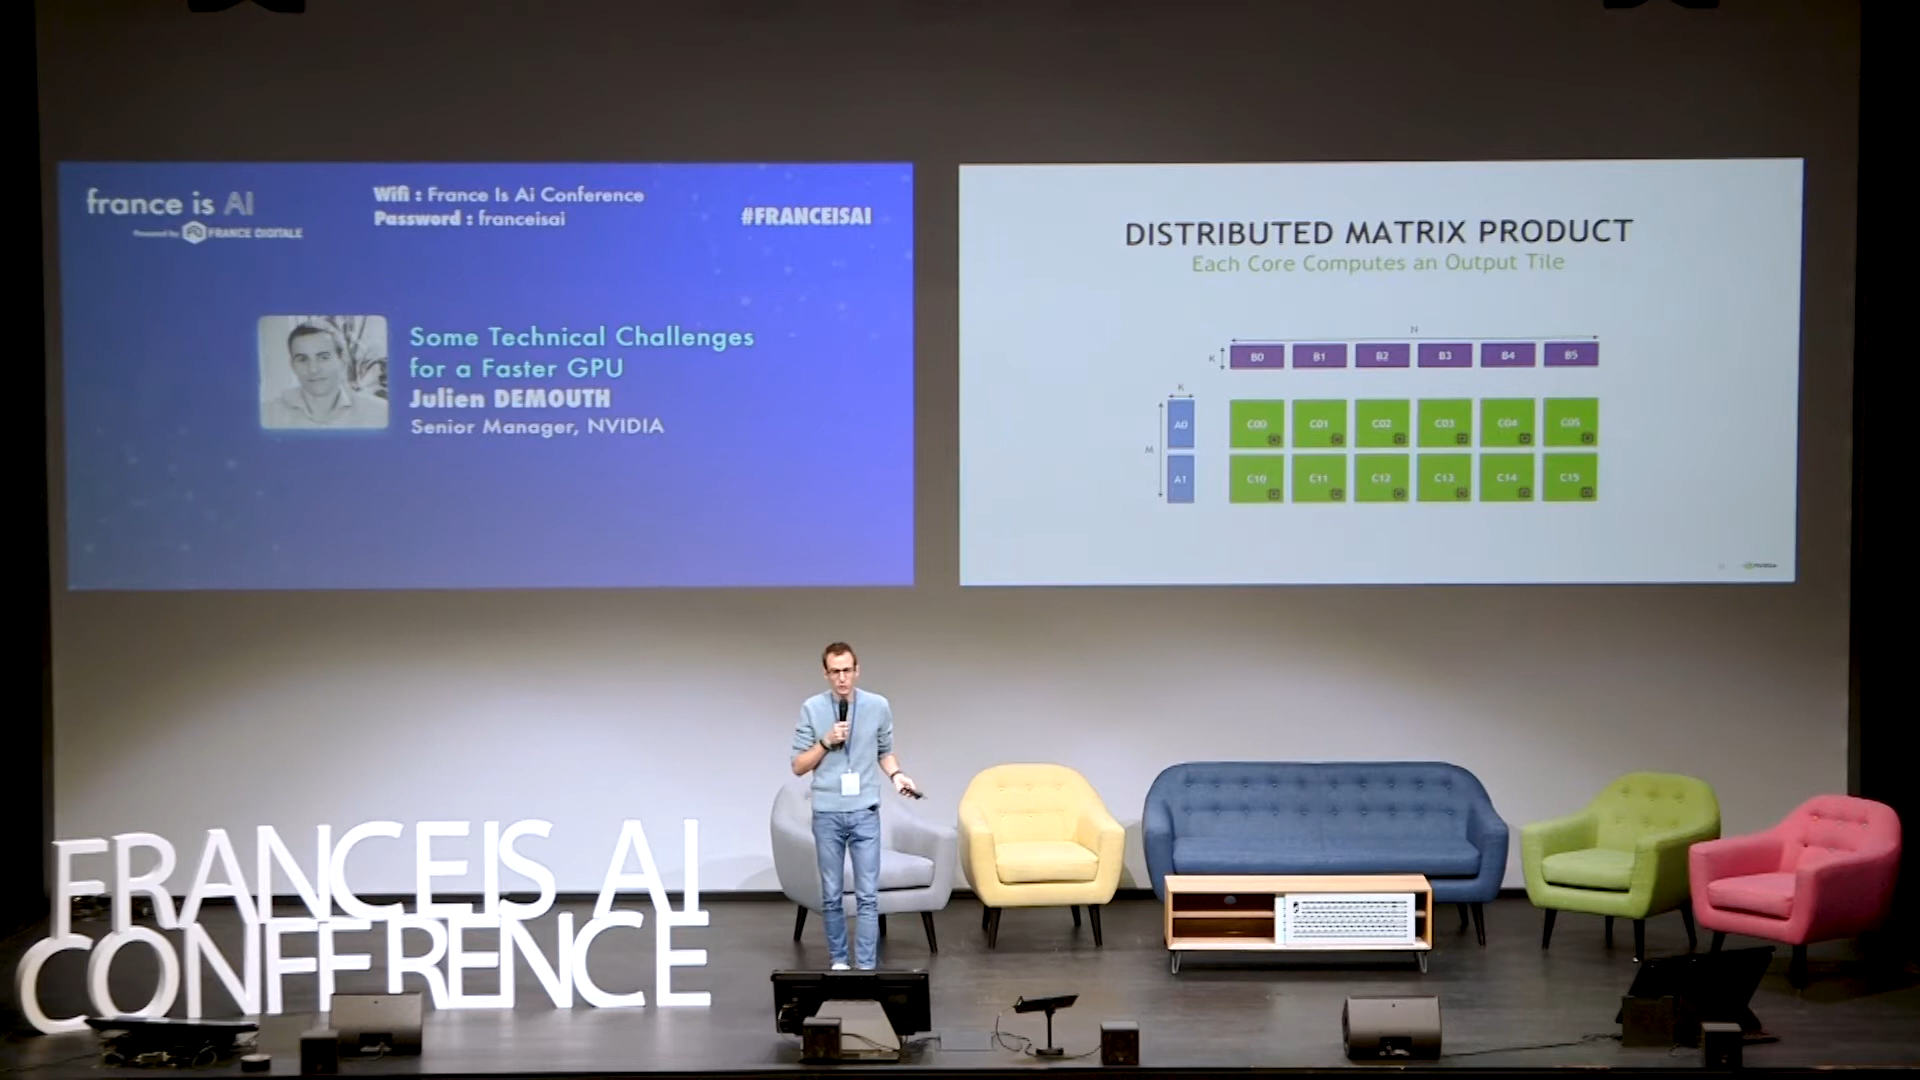 france is AI
Powered by FRANCE DIGITALE
Wifi : France Is Ai Conference
Password : franceisai
#FRANCEISAI
Some Technical Challenges
for a Faster GPU
Julien DEMOUTH
Senior Manager, NVIDIA
DISTRIBUTED MATRIX PRODUCT
Each Core Computes an Output Tile
N
K
B0 B1 B2 B3 B4 B5
K
M
A0
C00 C01 C02 C03 C04 C05
A1
C10 C11 C12 C13 C14 C15
NVIDIA
FRANCE IS AI
CONFERENCE